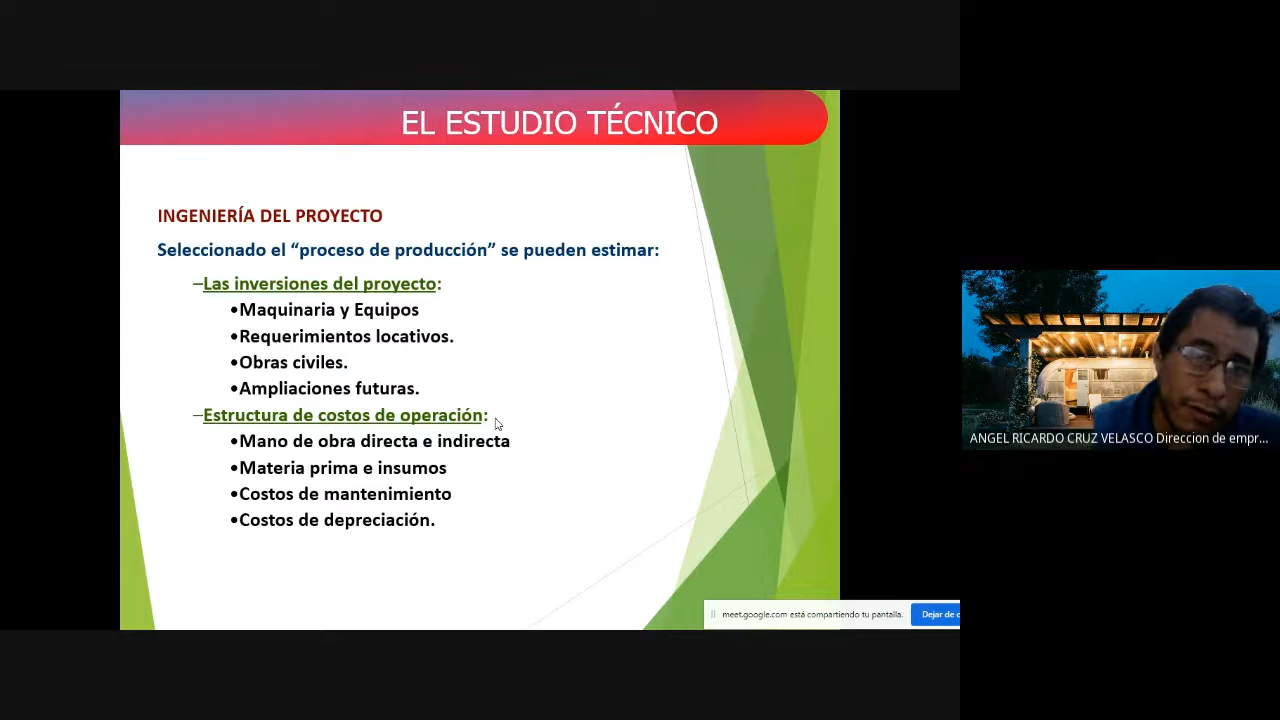 EL ESTUDIO TÉCNICO
INGENIERÍA DEL PROYECTO
Seleccionado el “proceso de producción” se pueden estimar:
–Las inversiones del proyecto:
•Maquinaria y Equipos
•Requerimientos locativos.
•Obras civiles.
•Ampliaciones futuras.
–Estructura de costos de operación:
•Mano de obra directa e indirecta
•Materia prima e insumos
•Costos de mantenimiento
•Costos de depreciación.
meet.google.com está compartiendo tu pantalla.
Dejar de c
ANGEL RICARDO CRUZ VELASCO Direccion de empr...